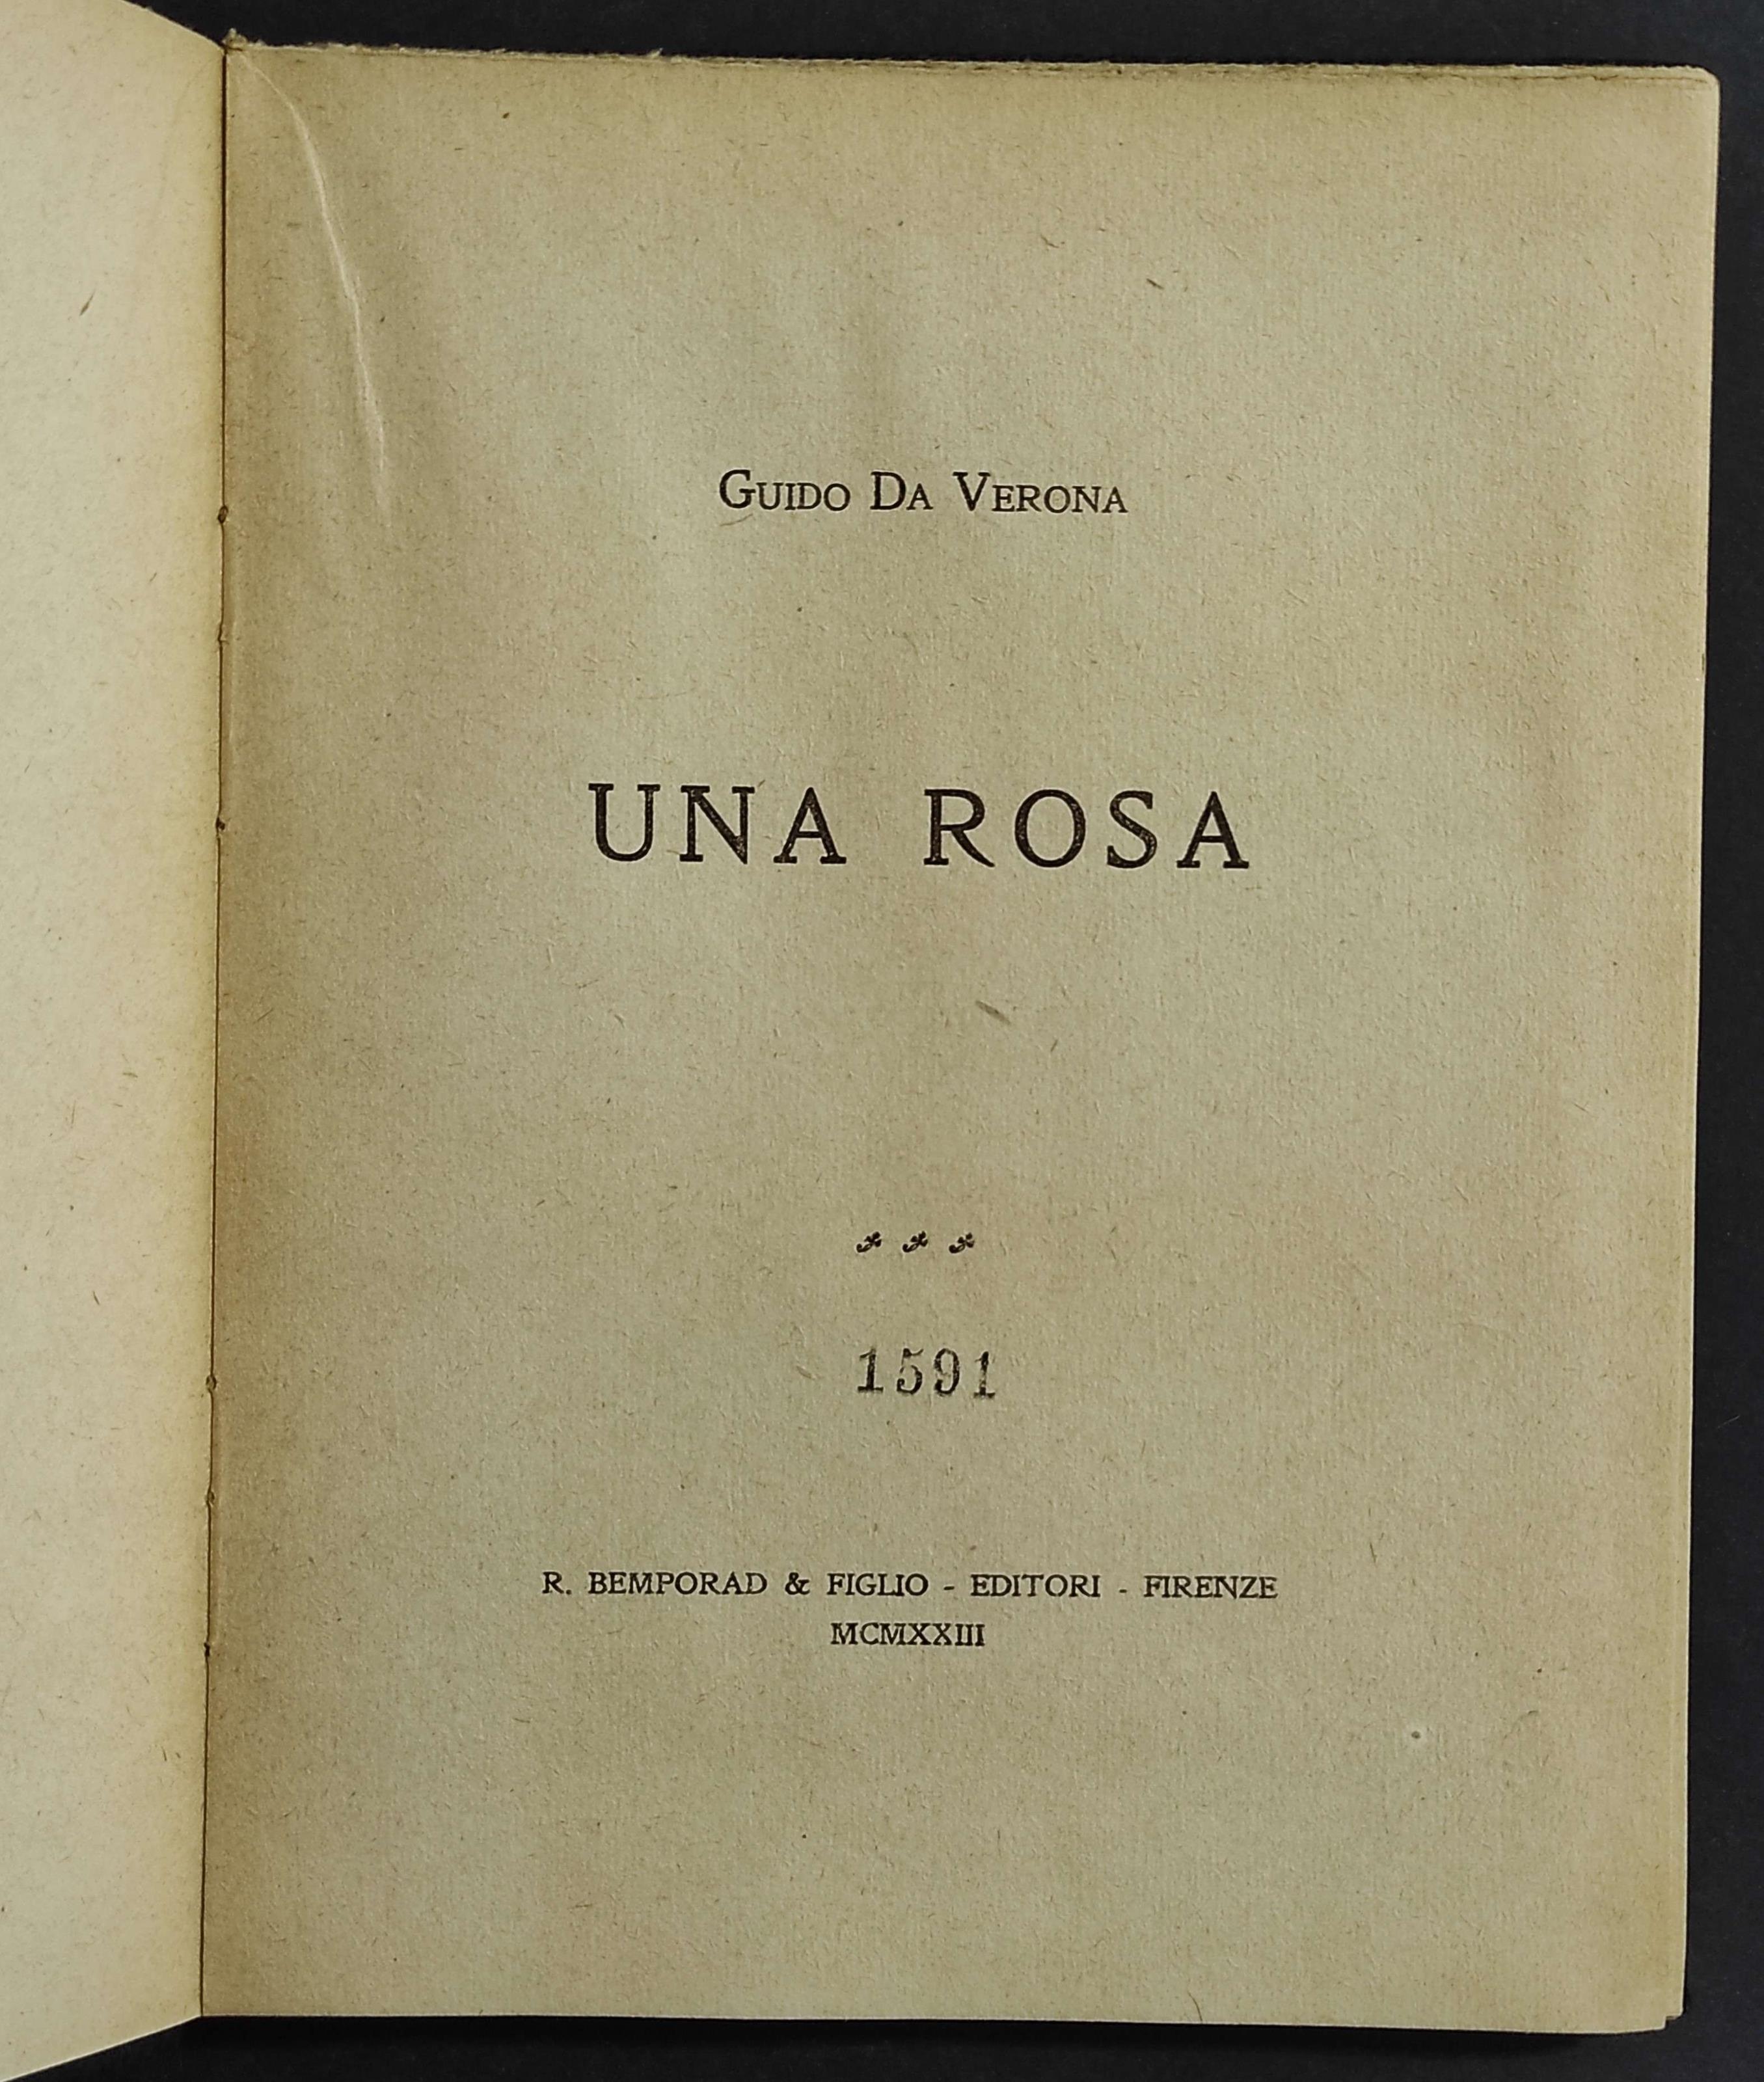 GUIDO DA VERONA
UNA ROSA
1591
R. BEMPORAD & FIGLIO - EDITORI - FIRENZE
MCMXXIII